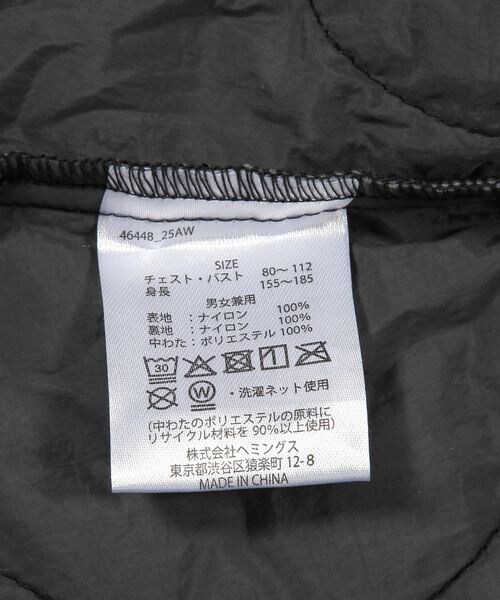 46448_25AW
SIZE
チェスト・バスト 80～112
身長 155～185
男女兼用
表地：ナイロン 100%
裏地：ナイロン 100%
中わた：ポリエステル 100%
30
W ・洗濯ネット使用
(中わたのポリエステルの原料に
リサイクル材料を90%以上使用)
株式会社ヘミングス
東京都渋谷区猿楽町12-8
MADE IN CHINA